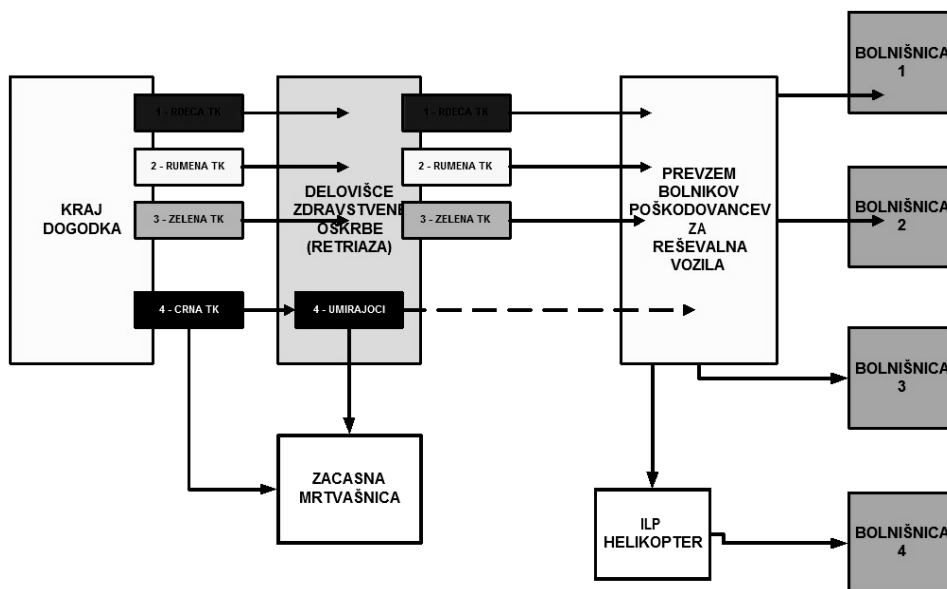 KRAJ
DOGODKA
1 - RDECA TK
2 - RUMENA TK
3 - ZELENA TK
4 - CRNA TK
DELOVIŠCE
ZDRAVSTVENE
OSKRBE
(RETRIAZA)
4 - UMIRAJOCI
1 - RDECA TK
2 - RUMENA TK
3 - ZELENA TK
PREVZEM
BOLNIKOV
POŠKODOVANCEV
ZA
REŠEVALNA
VOZILA
BOLNIŠNICA
1
BOLNIŠNICA
2
BOLNIŠNICA
3
BOLNIŠNICA
4
ZACASNA
MRTVAŠNICA
ILP
HELIKOPTER